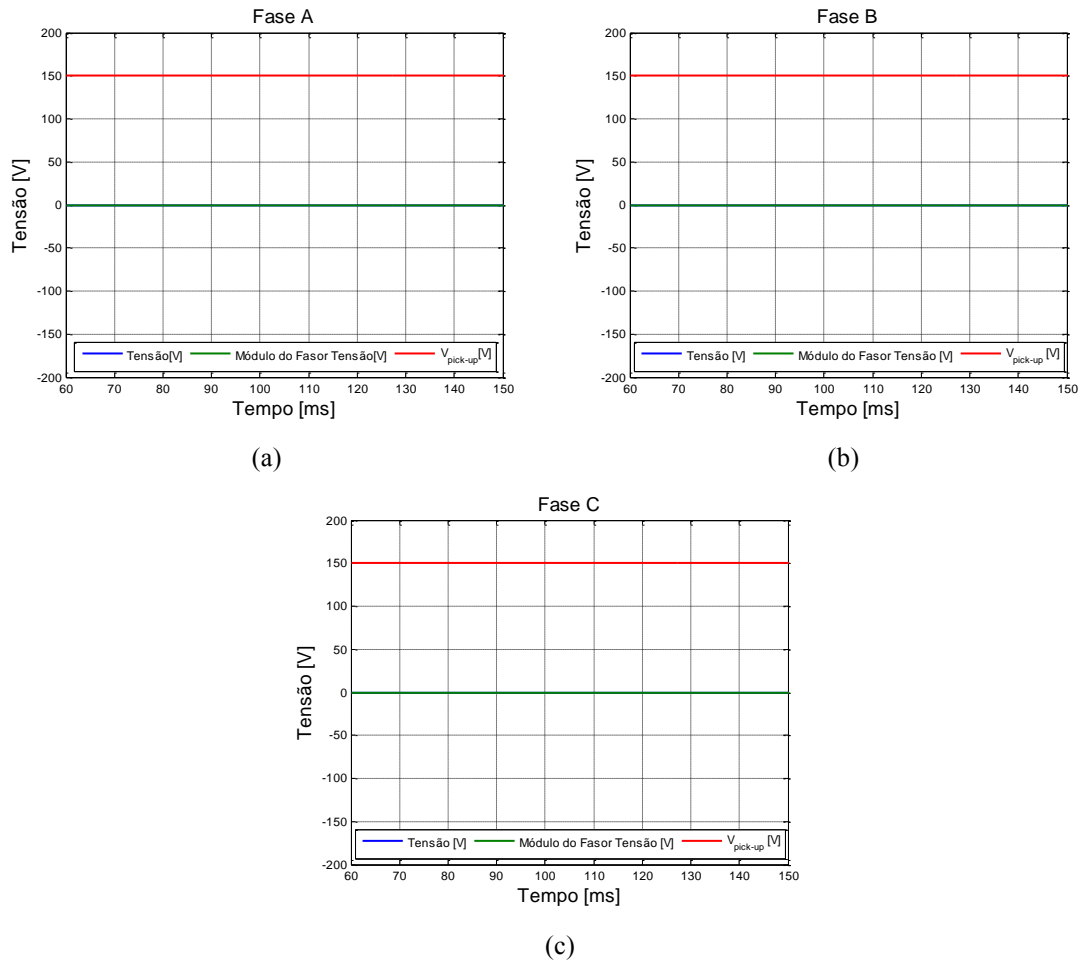 Fase A
200
150
100
50
0
-50
-100
-150
-200
Tensão [V]
60 70 80 90 100 110 120 130 140 150
Tempo [ms]
Tensão[V] Módulo do Fasor Tensão[V] Vpick-up[V]
(a)
Fase B
200
150
100
50
0
-50
-100
-150
-200
Tensão [V]
60 70 80 90 100 110 120 130 140 150
Tempo [ms]
Tensão [V] Módulo do Fasor Tensão [V] Vpick-up [V]
(b)
Fase C
200
150
100
50
0
-50
-100
-150
-200
Tensão [V]
60 70 80 90 100 110 120 130 140 150
Tempo [ms]
Tensão [V] Módulo do Fasor Tensão [V] Vpick-up [V]
(c)